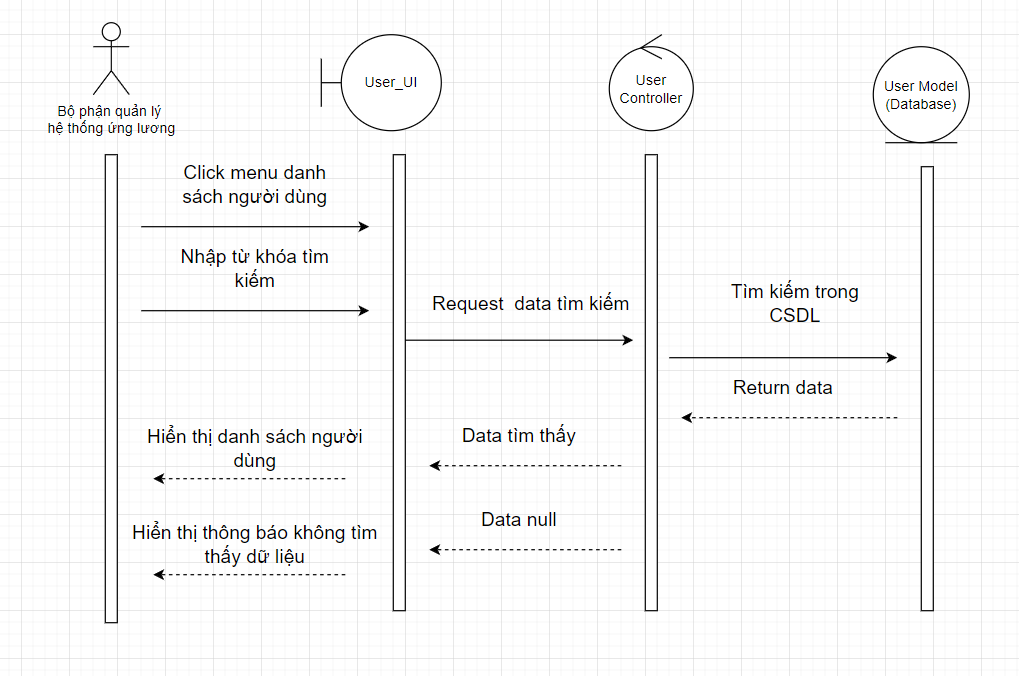 Bộ phận quản lý
hệ thống ứng lương
User_UI
User
Controller
User Model
(Database)
Click menu danh
sách người dùng
Nhập từ khóa tìm
kiếm
Request data tìm kiếm
Tìm kiếm trong
CSDL
Return data
Hiển thị danh sách người
dùng
Data tìm thấy
Data null
Hiển thị thông báo không tìm
thấy dữ liệu